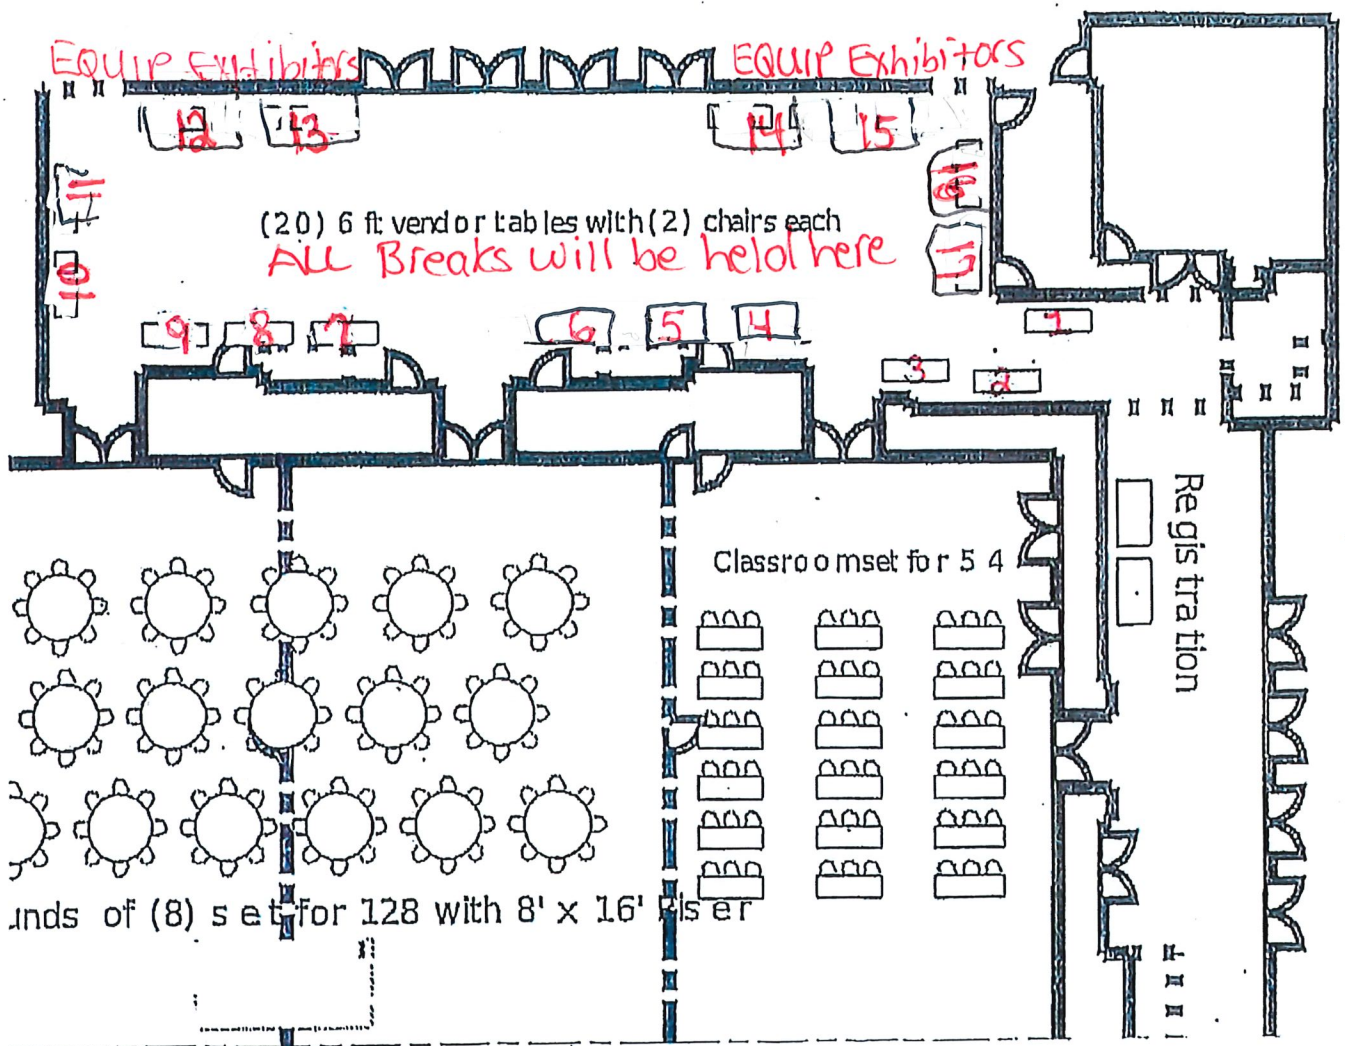 EQUIP Exhibitors
EQUIP Exhibitors
12
13
14
15
11
16
(20) 6 ft vendor tables with (2) chairs each
ALL Breaks will be held here
10
17
9
8
7
6
5
4
1
3
2
Registration
Classroom set for 54
unds of (8) set for 128 with 8' x 16' Riser